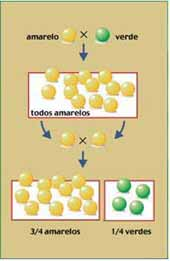 amarelo × verde
todos amarelos
×
3/4 amarelos 1/4 verdes